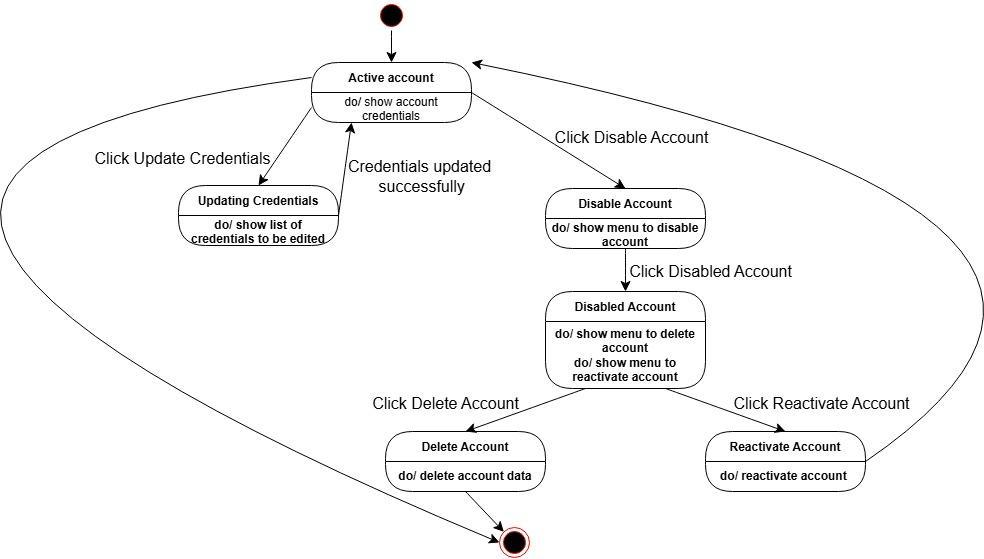 Active account
do/ show account
credentials
Click Update Credentials
Credentials updated
successfully
Click Disable Account
Updating Credentials
do/ show list of
credentials to be edited
Disable Account
do/ show menu to disable
account
Click Disabled Account
Disabled Account
do/ show menu to delete
account
do/ show menu to
reactivate account
Click Delete Account
Click Reactivate Account
Delete Account
do/ delete account data
Reactivate Account
do/ reactivate account